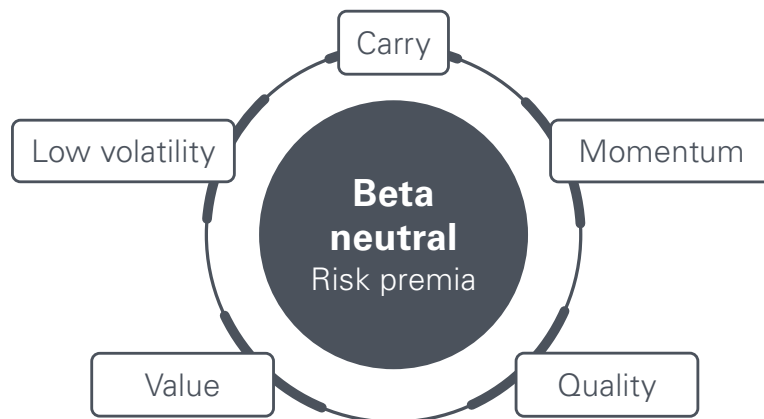 Carry
Low volatility
Momentum
Beta
neutral
Risk premia
Value
Quality